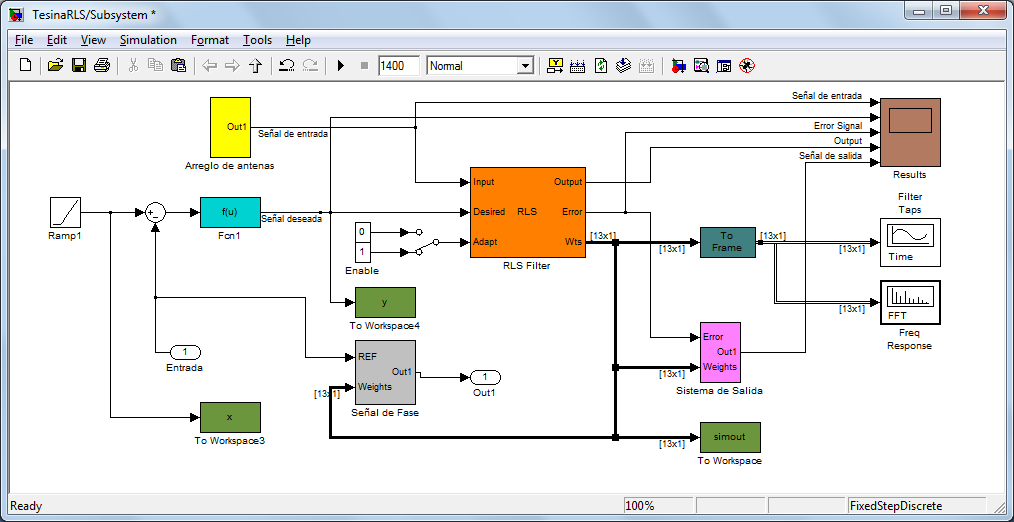 TesinaRLS/Subsystem *
File Edit View Simulation Format Tools Help
1400 Normal
Señal de entrada
Out1
Señal de entrada
Arreglo de antenas
Error Signal
Output
Señal de salida
Results
Input Output
Desired RLS Error
Adapt Wts
RLS Filter
[13x1]
Ramp1
+
-
f(u)
Fcn1
Señal deseada
0
1
Enable
Filter
Taps
To
Frame
[13x1]
[13x1]
Time
[13x1]
FFT
[13x1]
Freq
Response
y
To Workspace4
1
Entrada
REF
Out1
Weights
[13x1]
Señal de Fase
1
Out1
Error
Out1
Weights
[13x1]
Sistema de Salida
x
To Workspace3
simout
[13x1]
To Workspace
Ready 100% FixedStepDiscrete